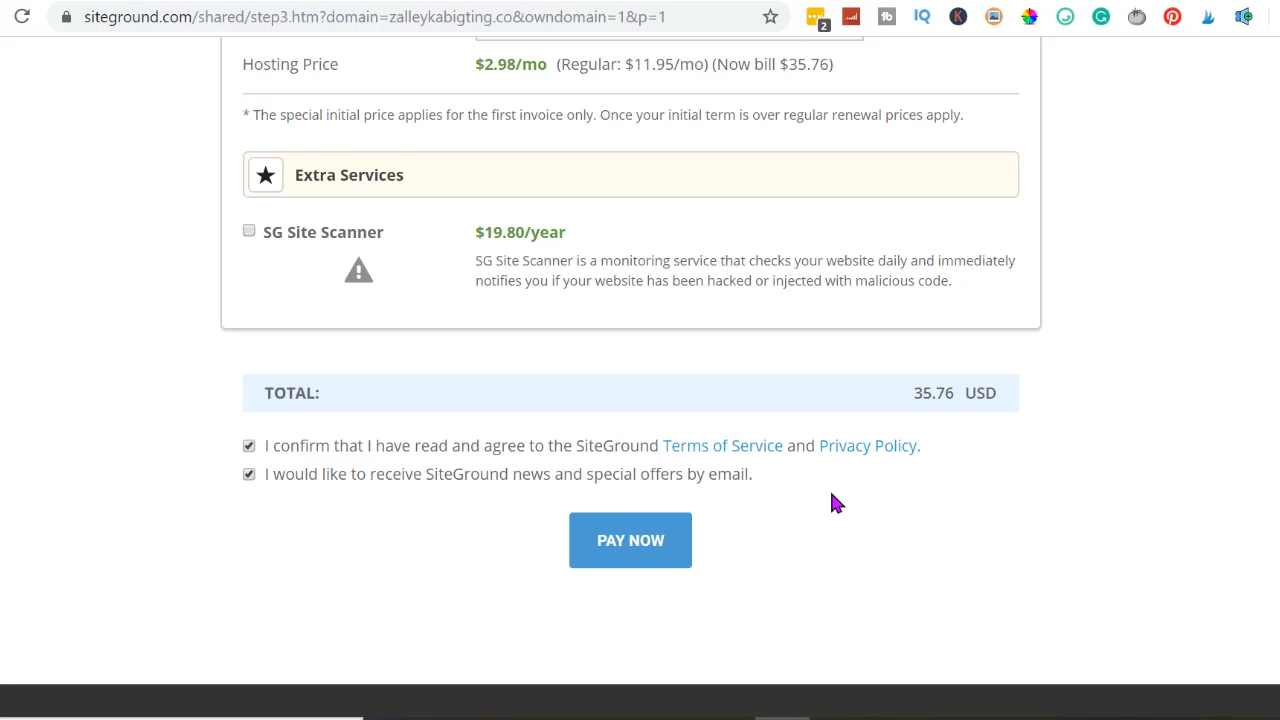 siteground.com/shared/step3.htm?domain=zalleykabigting.co&owndomain=1&p=1
2
tb
IQ
K
G
Hosting Price $2.98/mo (Regular: $11.95/mo) (Now bill $35.76)
* The special initial price applies for the first invoice only. Once your initial term is over regular renewal prices apply.
Extra Services
SG Site Scanner $19.80/year
SG Site Scanner is a monitoring service that checks your website daily and immediately
notifies you if your website has been hacked or injected with malicious code.
TOTAL: 35.76 USD
I confirm that I have read and agree to the SiteGround Terms of Service and Privacy Policy.
I would like to receive SiteGround news and special offers by email.
PAY NOW